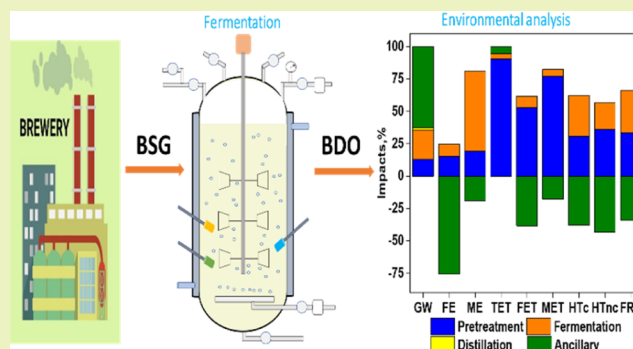 Fermentation
Environmental analysis
BREWERY
BSG
BDO
Impacts,%
100
75
50
25
0
-25
-50
-75
GW FE ME TET FET MET HTc HTnc FR
Pretreatment Fermentation
Distillation Ancillary